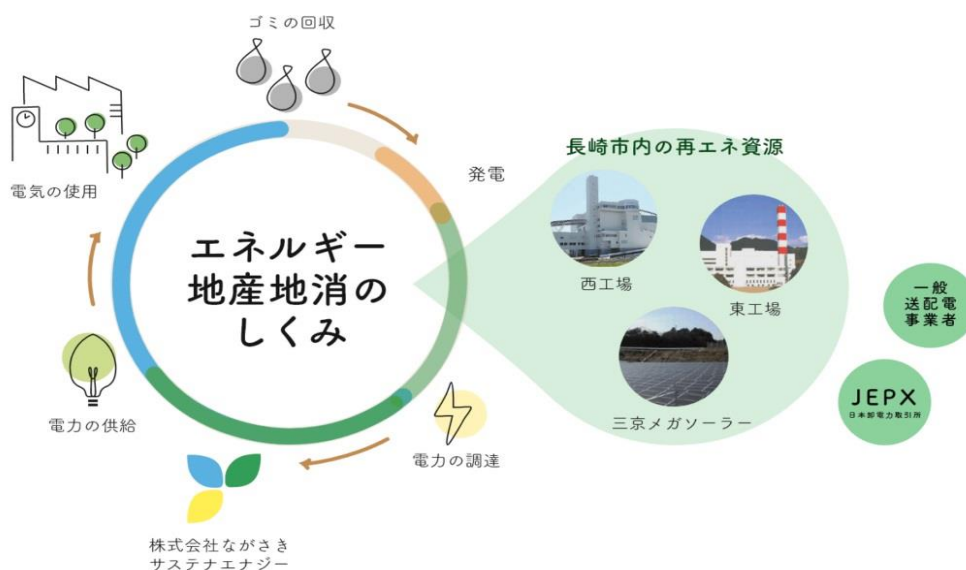 ゴミの回収
発電
長崎市内の再エネ資源
西工場
東工場
三京メガソーラー
一般
送配電
事業者
JEPX
日本卸電力取引所
電力の調達
株式会社ながさき
サステナエナジー
電力の供給
電気の使用
エネルギー
地産地消の
しくみ